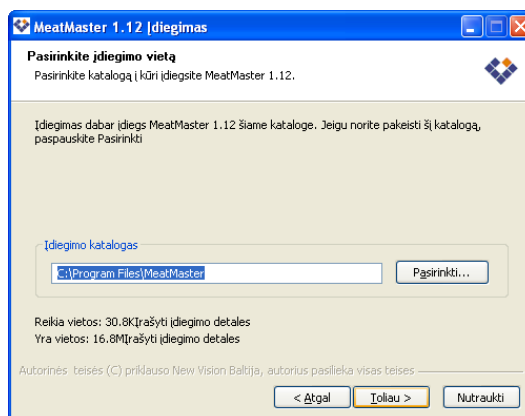 MeatMaster 1.12 Įdiegimas
Pasirinkite įdiegimo vietą
Pasirinkite katalogą į kūri įdiegsite MeatMaster 1.12.
Įdiegimas dabar įdiegs MeatMaster 1.12 šiame kataloge. Jeigu norite pakeisti šį katalogą,
paspauskite Pasirinkti
Įdiegimo katalogas
C:\Program Files\MeatMaster
Pasirinkti...
Reikia vietos: 30.8KĮrašyti įdiegimo detales
Yra vietos: 16.8MĮrašyti įdiegimo detales
Autorinės teisės (C) priklauso New Vision Baltija, autorius pasilieka visas teises
< Atgal
Toliau >
Nutraukti